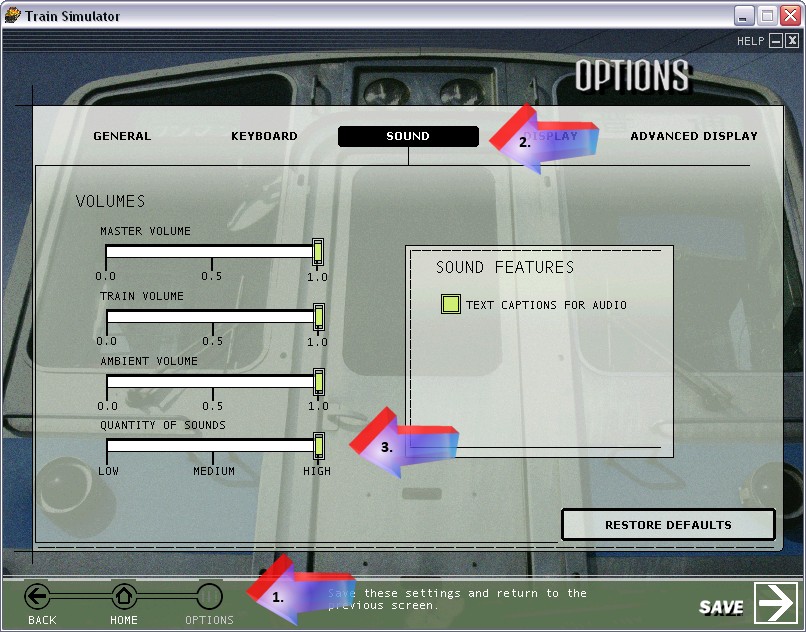 Train Simulator
HELP
OPTIONS
GENERAL KEYBOARD SOUND DISPLAY ADVANCED DISPLAY
2.
VOLUMES
MASTER VOLUME
0.0 0.5 1.0
TRAIN VOLUME
0.0 0.5 1.0
AMBIENT VOLUME
0.0 0.5 1.0
QUANTITY OF SOUNDS
LOW MEDIUM HIGH
3.
SOUND FEATURES
TEXT CAPTIONS FOR AUDIO
RESTORE DEFAULTS
1.
Save these settings and return to the
previous screen.
BACK HOME OPTIONS
SAVE